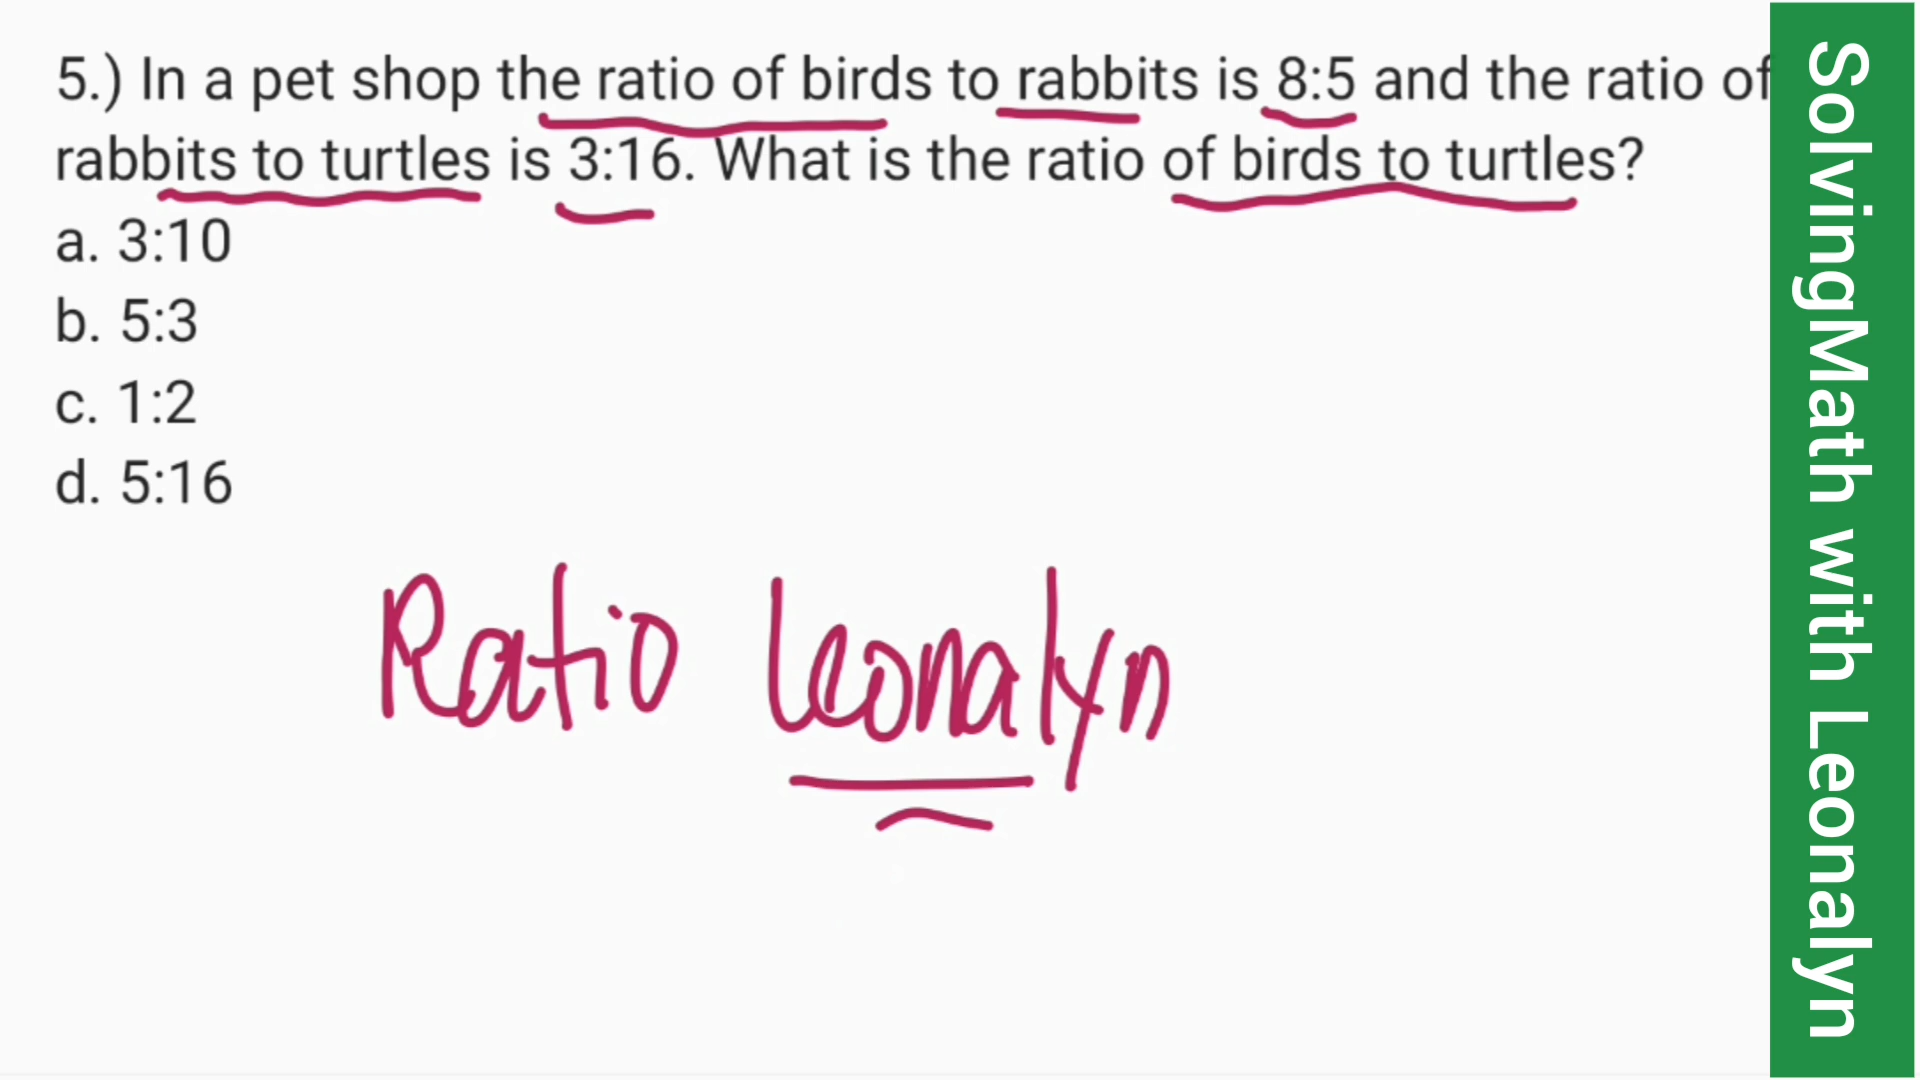 5.) In a pet shop the ratio of birds to rabbits is 8:5 and the ratio of
rabbits to turtles is 3:16. What is the ratio of birds to turtles?
a. 3:10
b. 5:3
c. 1:2
d. 5:16
Ratio Leonalyn
SolvingMath with Leonalyn